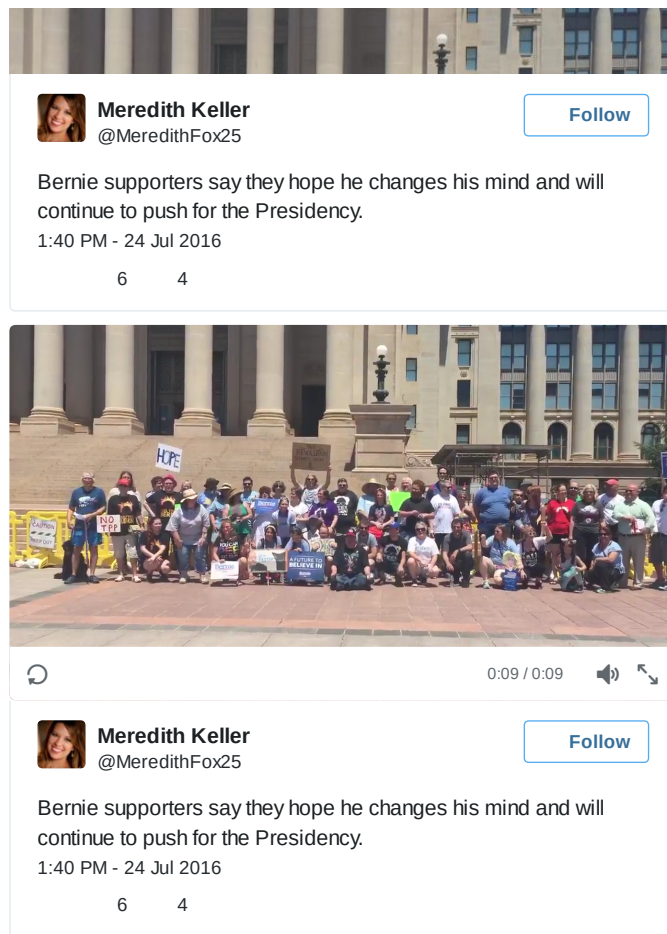 Meredith Keller
Follow
@MeredithFox25
Bernie supporters say they hope he changes his mind and will
continue to push for the Presidency.
1:40 PM - 24 Jul 2016
6 4
HOPE
REVOLUTION
NO
TPP
CAUTION
A FUTURE TO
BELIEVE IN
0:09 / 0:09
Meredith Keller
Follow
@MeredithFox25
Bernie supporters say they hope he changes his mind and will
continue to push for the Presidency.
1:40 PM - 24 Jul 2016
6 4